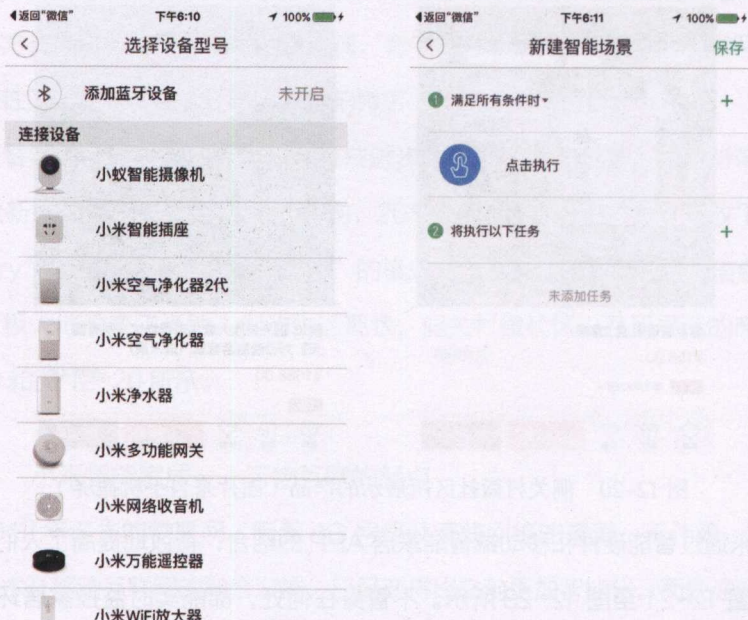 返回"微信"
下午6:10
100%
选择设备型号
添加蓝牙设备
未开启
连接设备
小蚁智能摄像机
小米智能插座
小米空气净化器2代
小米空气净化器
小米净水器
小米多功能网关
小米网络收音机
小米万能遥控器
小米WiFi放大器
返回"微信"
下午6:11
100%
新建智能场景
保存
1 满足所有条件时
+
点击执行
2 将执行以下任务
+
未添加任务